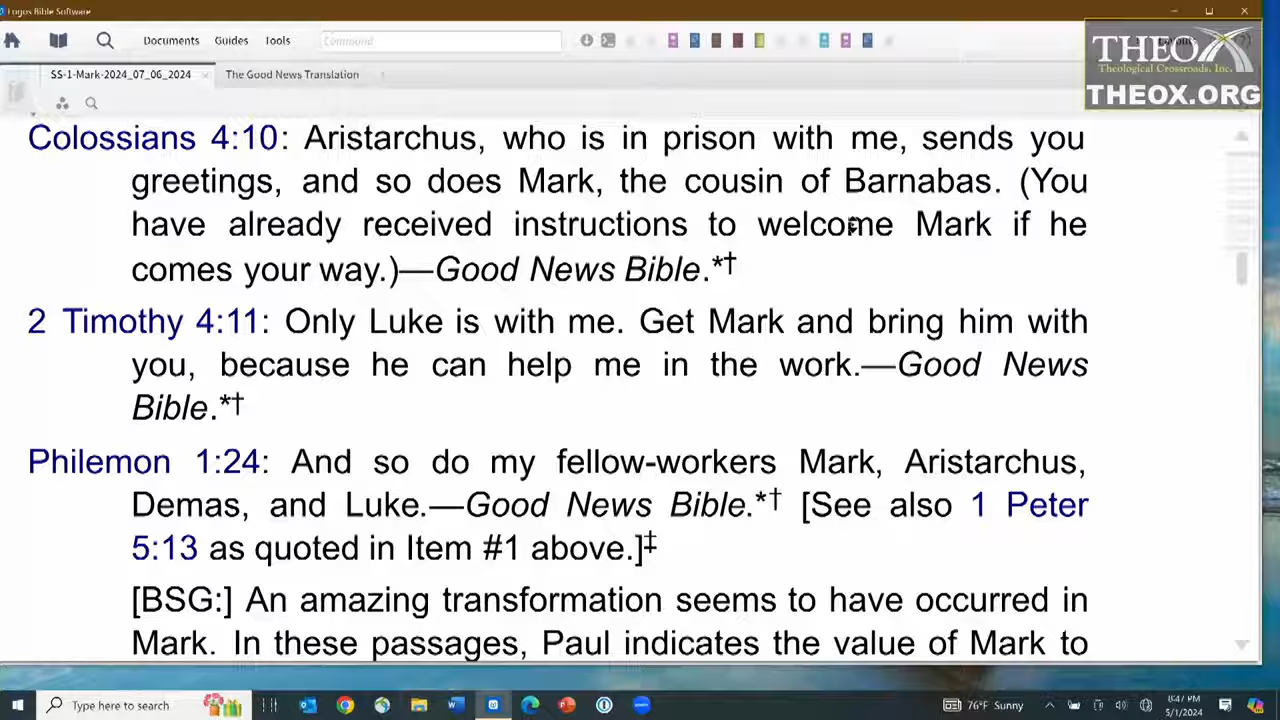 Logos Bible Software
Documents Guides Tools Command
THEOX
Theological Crossroads, Inc.
THEOX.ORG
SS-1-Mark-2024_07_06_2024 The Good News Translation
Colossians 4:10: Aristarchus, who is in prison with me, sends you
greetings, and so does Mark, the cousin of Barnabas. (You
have already received instructions to welcome Mark if he
comes your way.)—Good News Bible.*†
2 Timothy 4:11: Only Luke is with me. Get Mark and bring him with
you, because he can help me in the work.—Good News
Bible.*†
Philemon 1:24: And so do my fellow-workers Mark, Aristarchus,
Demas, and Luke.—Good News Bible.*† [See also 1 Peter
5:13 as quoted in Item #1 above.]‡
[BSG:] An amazing transformation seems to have occurred in
Mark. In these passages, Paul indicates the value of Mark to
Type here to search 76°F Sunny 8:47 PM
5/1/2024